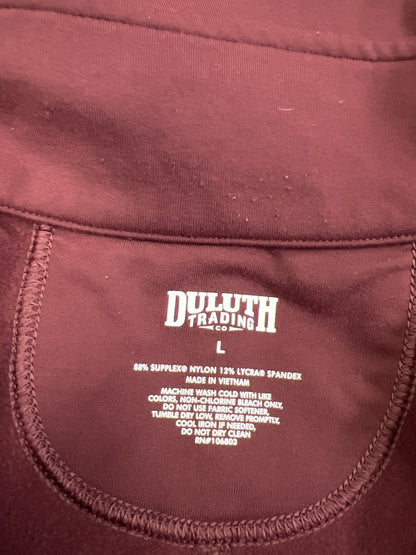 DULUTH
TRADING
CO
L
88% SUPPLEX® NYLON 12% LYCRA® SPANDEX
MADE IN VIETNAM
MACHINE WASH COLD WITH LIKE
COLORS, NON-CHLORINE BLEACH ONLY,
DO NOT USE FABRIC SOFTENER,
TUMBLE DRY LOW, REMOVE PROMPTLY,
COOL IRON IF NEEDED,
DO NOT DRY CLEAN
RN#106803